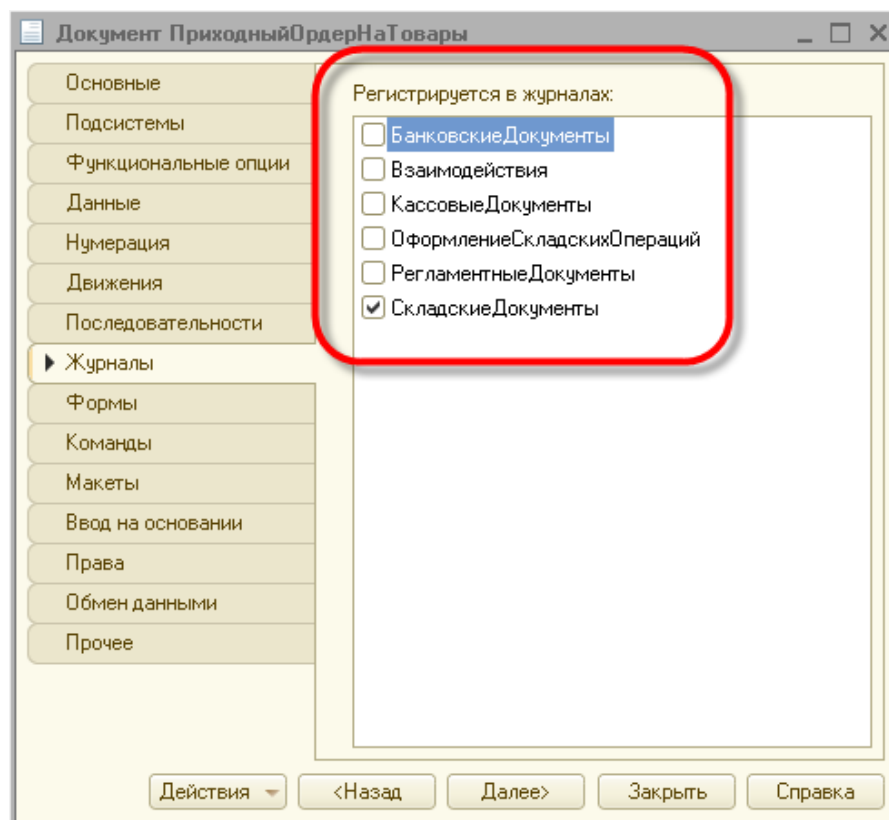 Документ ПриходныйОрдерНаТовары
Основные
Подсистемы
Функциональные опции
Данные
Нумерация
Движения
Последовательности
Журналы
Формы
Команды
Макеты
Ввод на основании
Права
Обмен данными
Прочее
Регистрируется в журналах:
БанковскиеДокументы
Взаимодействия
КассовыеДокументы
ОформлениеСкладскихОпераций
РегламентныеДокументы
СкладскиеДокументы
Действия <Назад Далее> Закрыть Справка